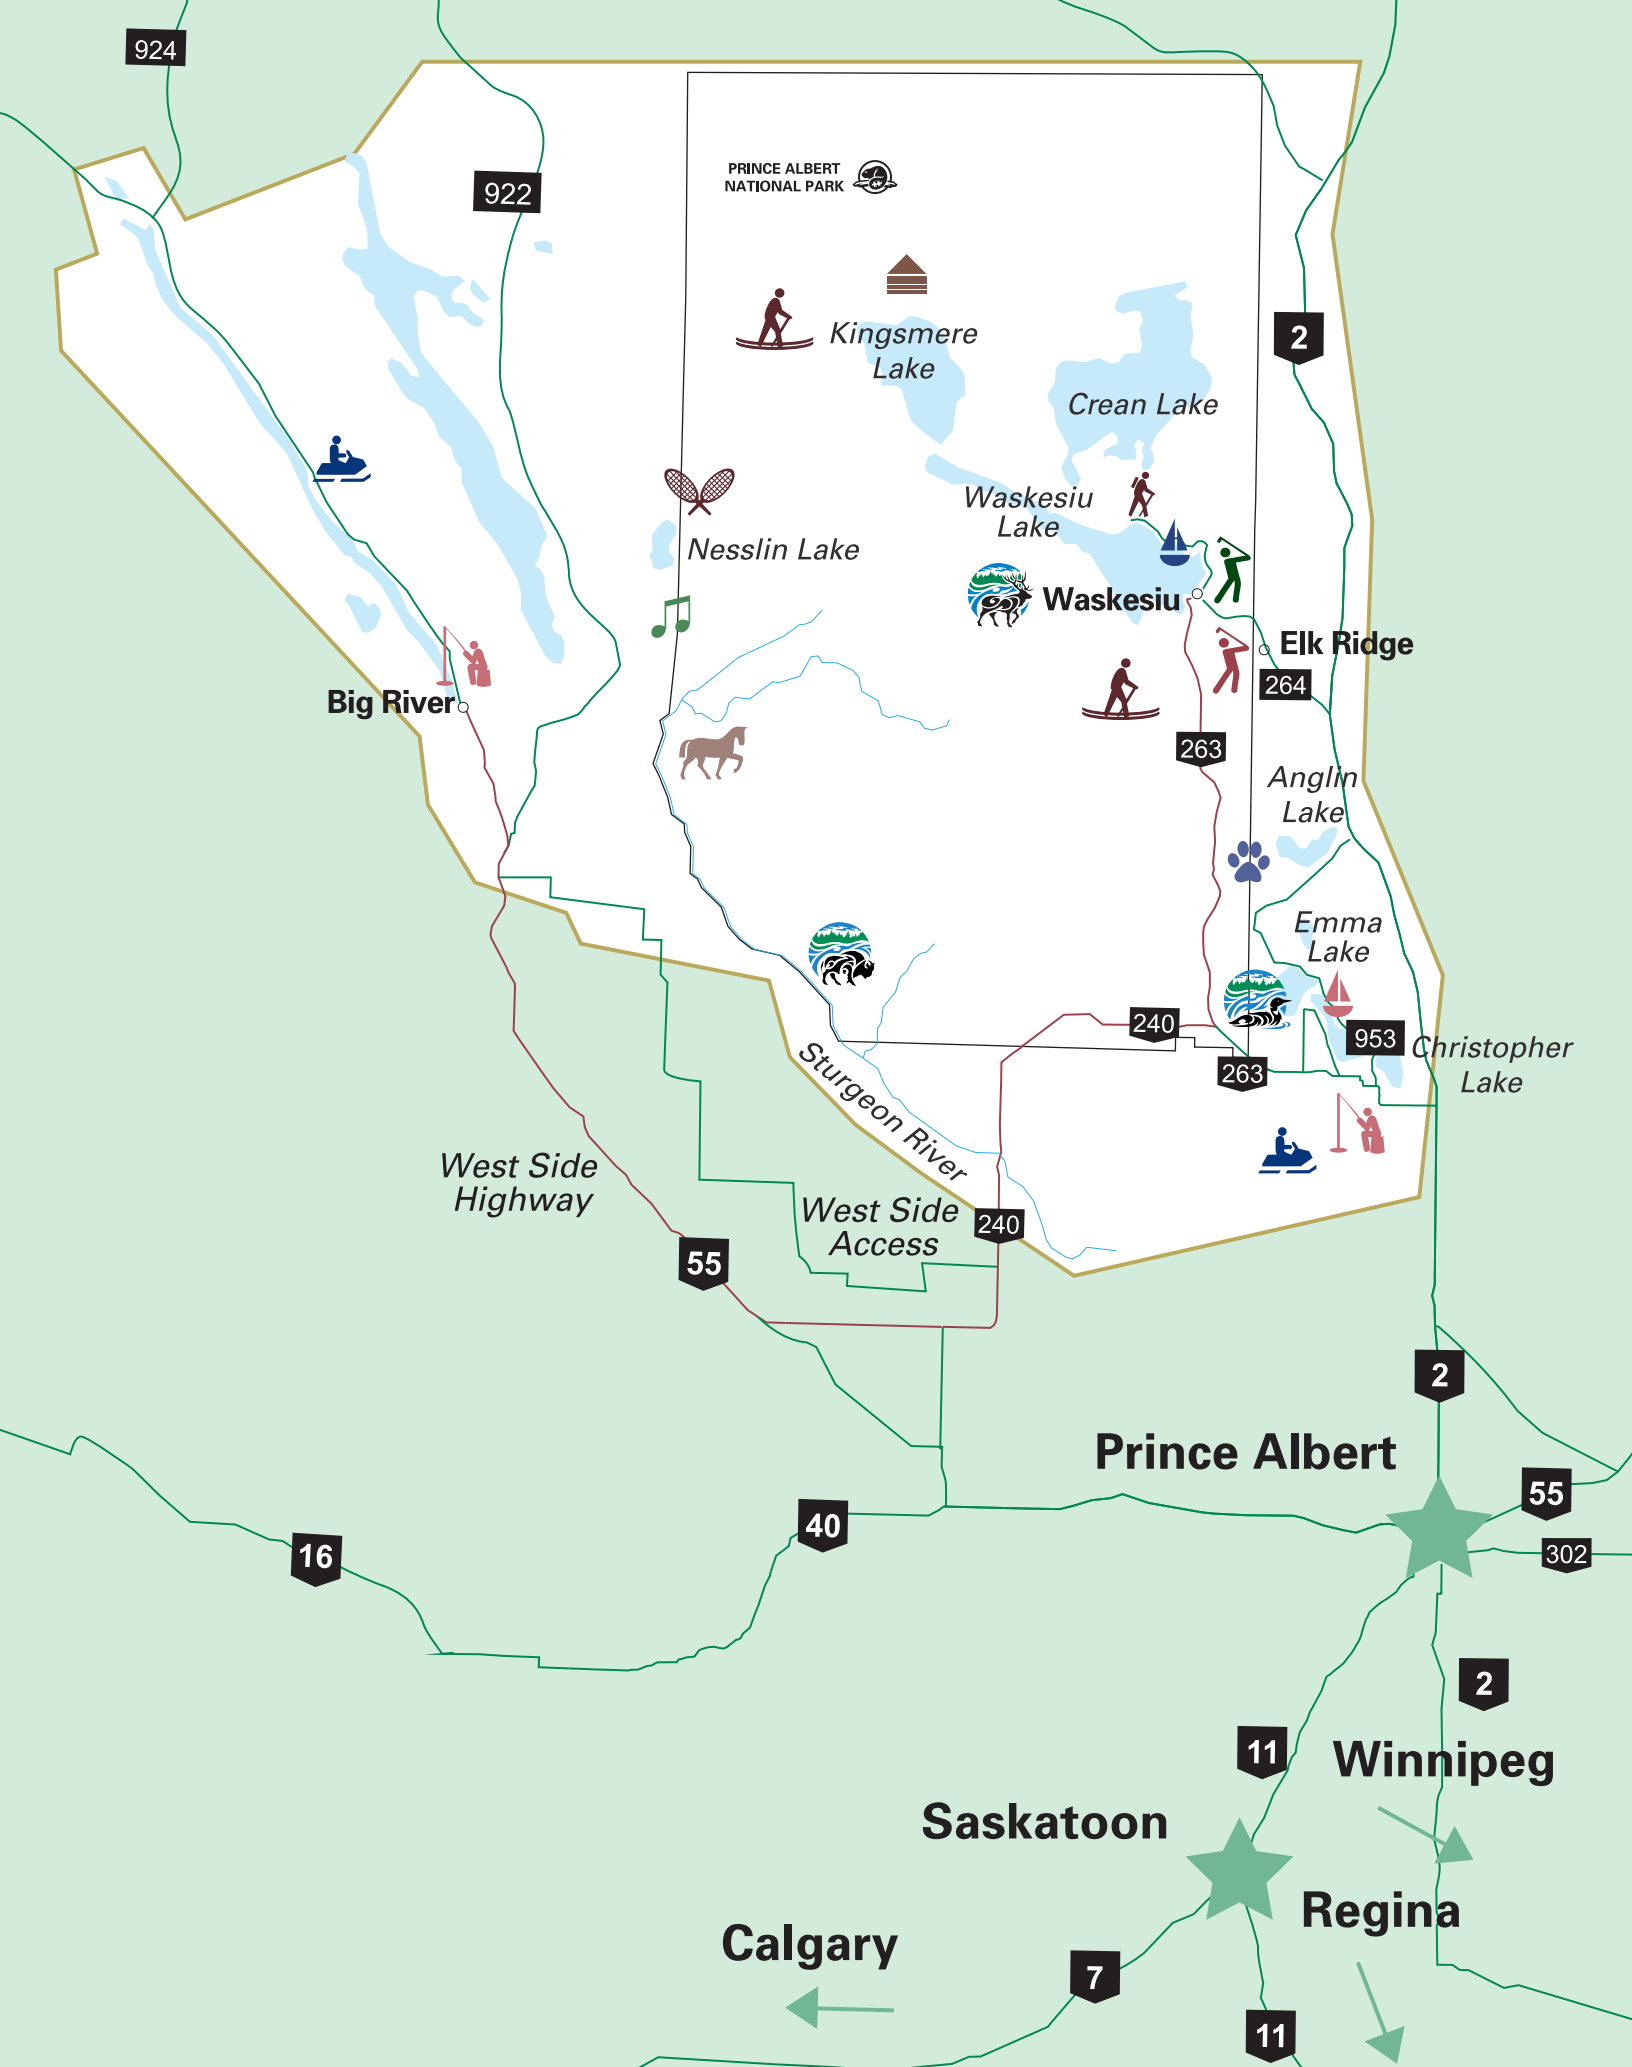 924
922
PRINCE ALBERT
NATIONAL PARK
2
Kingsmere
Lake
Crean Lake
Waskesiu
Lake
Nesslin Lake
Waskesiu
Elk Ridge
264
Big River
263
Anglin
Lake
Emma
Lake
240
953
Christopher
Lake
263
Sturgeon River
West Side
Highway
West Side
Access
240
55
2
Prince Albert
55
40
302
16
2
11
Winnipeg
Saskatoon
Regina
Calgary
7
11